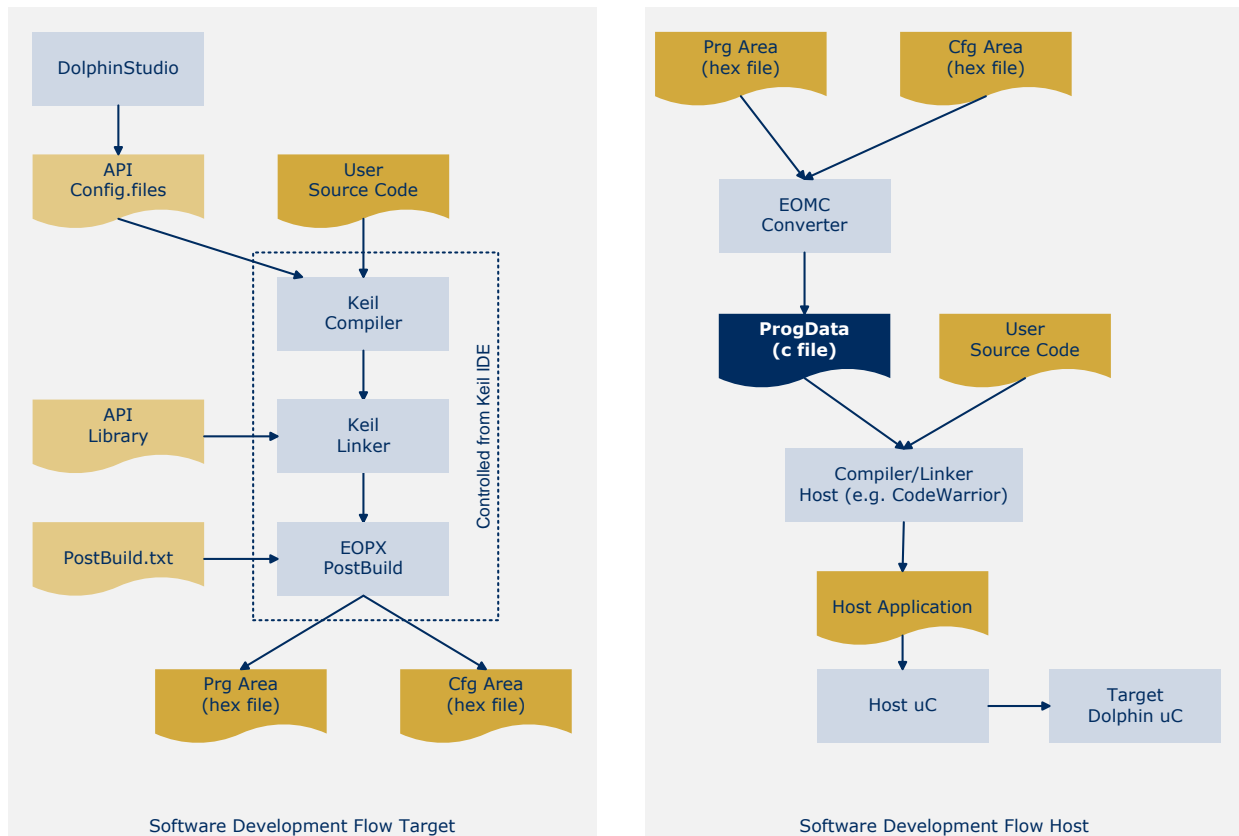 DolphinStudio
API
Config.files
User
Source Code
Keil
Compiler
API
Library
Keil
Linker
PostBuild.txt
EOPX
PostBuild
Controlled from Keil IDE
Prg Area
(hex file)
Cfg Area
(hex file)
Software Development Flow Target
Prg Area
(hex file)
Cfg Area
(hex file)
EOMC
Converter
ProgData
(c file)
User
Source Code
Compiler/Linker
Host (e.g. CodeWarrior)
Host Application
Host uC
Target
Dolphin uC
Software Development Flow Host